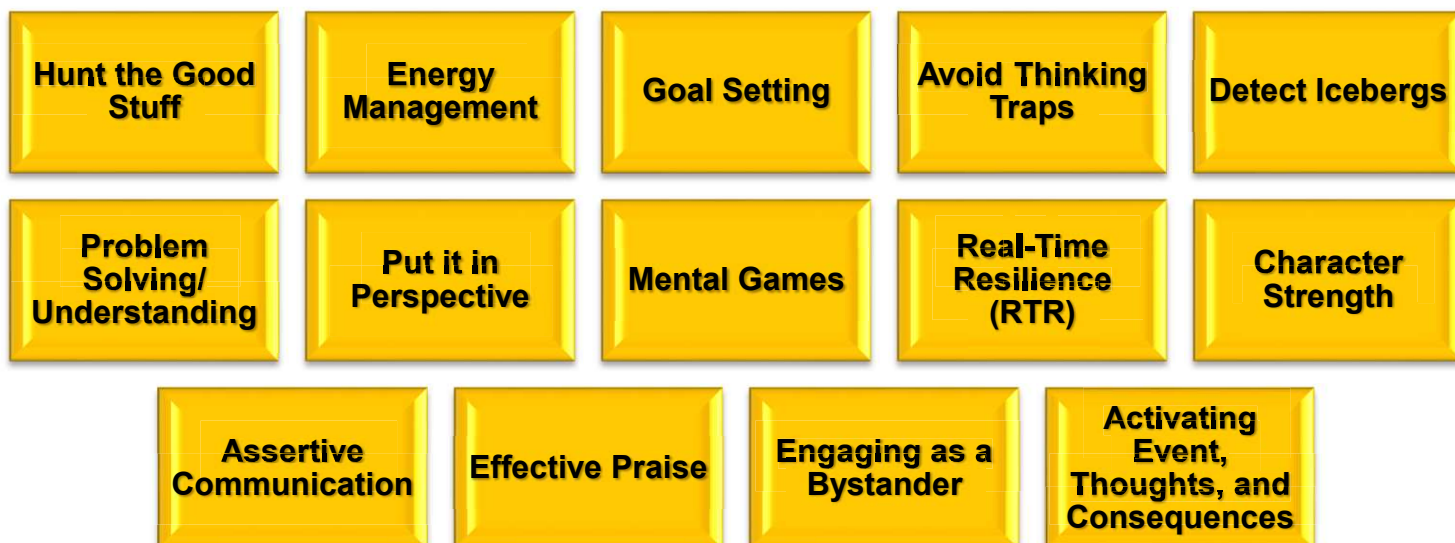 Hunt the Good
Stuff
Energy
Management
Goal Setting
Avoid Thinking
Traps
Detect Icebergs
Problem
Solving/
Understanding
Put it in
Perspective
Mental Games
Real-Time
Resilience
(RTR)
Character
Strength
Assertive
Communication
Effective Praise
Engaging as a
Bystander
Activating
Event,
Thoughts, and
Consequences